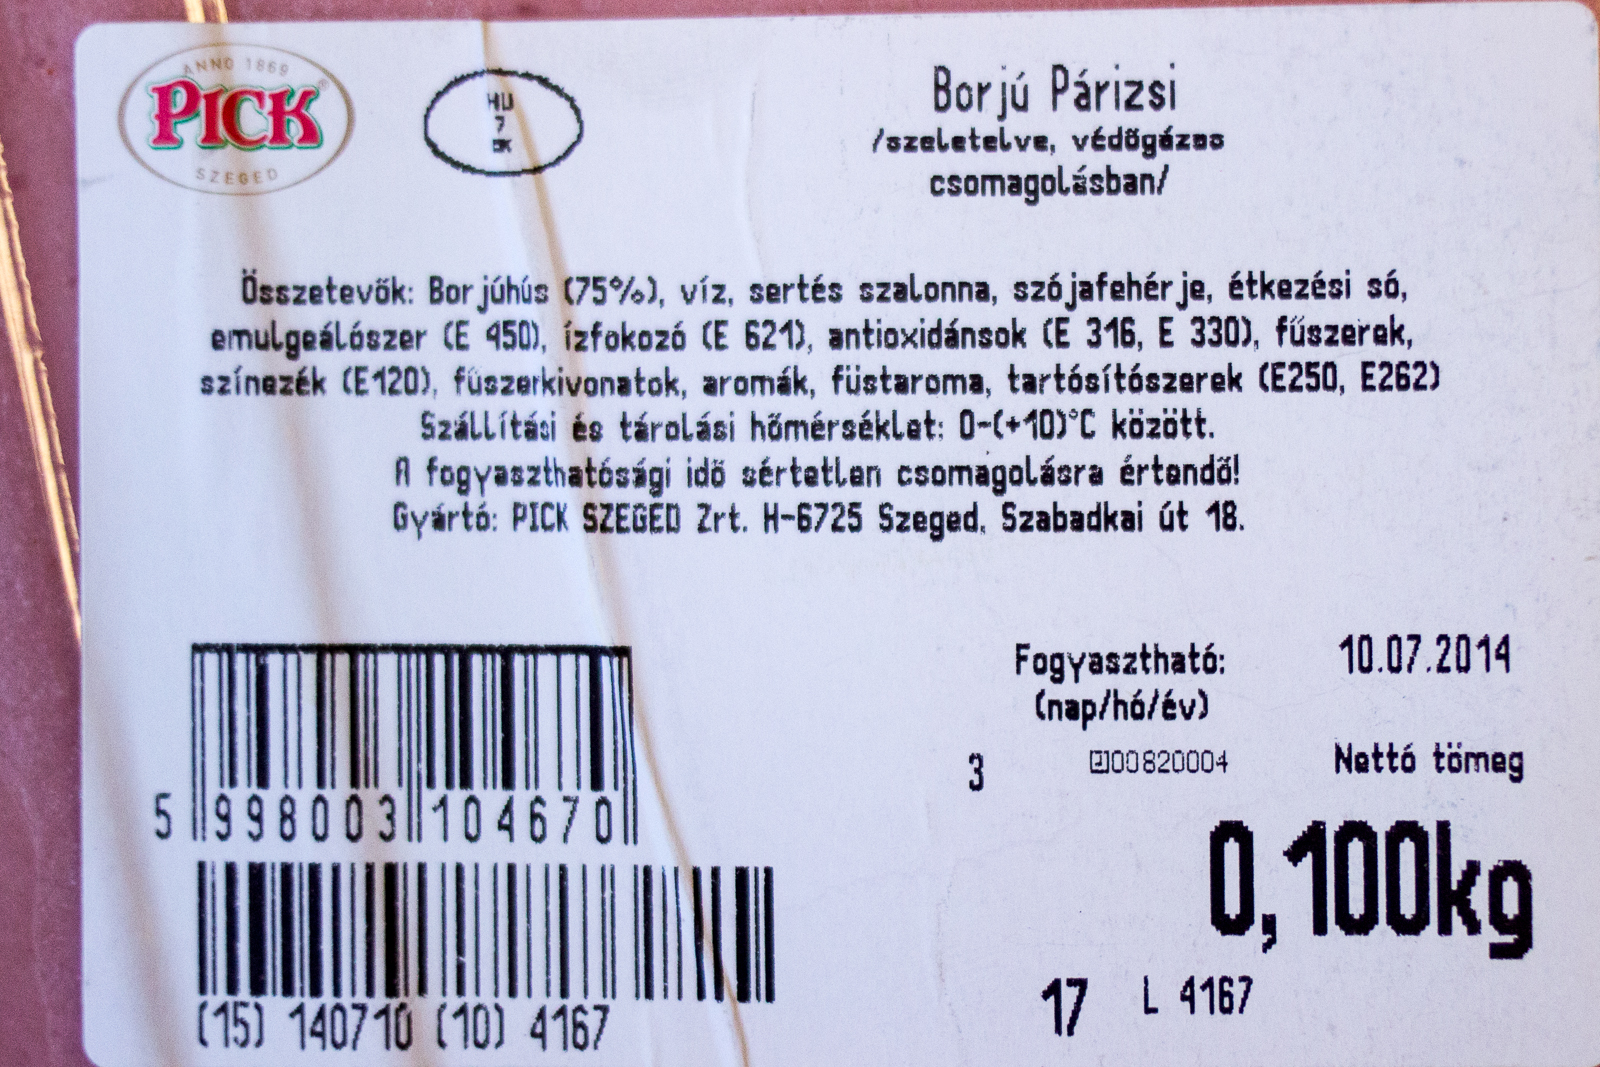 ANNO 1869
PICK
SZEGED
HU
7
EK
Borjú Párizsi
/szeletelve, védőgázas
csomagolásban/
Összetevők: Borjúhús (75%), víz, sertés szalonna, szójafehérje, étkezési só,
emulgeálószer (E 450), ízfokozó (E 621), antioxidánsok (E 316, E 330), fűszerek,
színezék (E120), fűszerkivonatok, aromák, füstaroma, tartósítószerek (E250, E262)
Szállítási és tárolási hőmérséklet: 0-(+10)°C között.
A fogyaszthatósági idő sértetlen csomagolásra értendő!
Gyártó: PICK SZEGED Zrt. H-6725 Szeged, Szabadkai út 18.
Fogyasztható: 10.07.2014
(nap/hó/év)
3 00820004 Nettó tömeg
0,100kg
17 L 4167
5 998003 104670
(15) 140710 (10) 4167